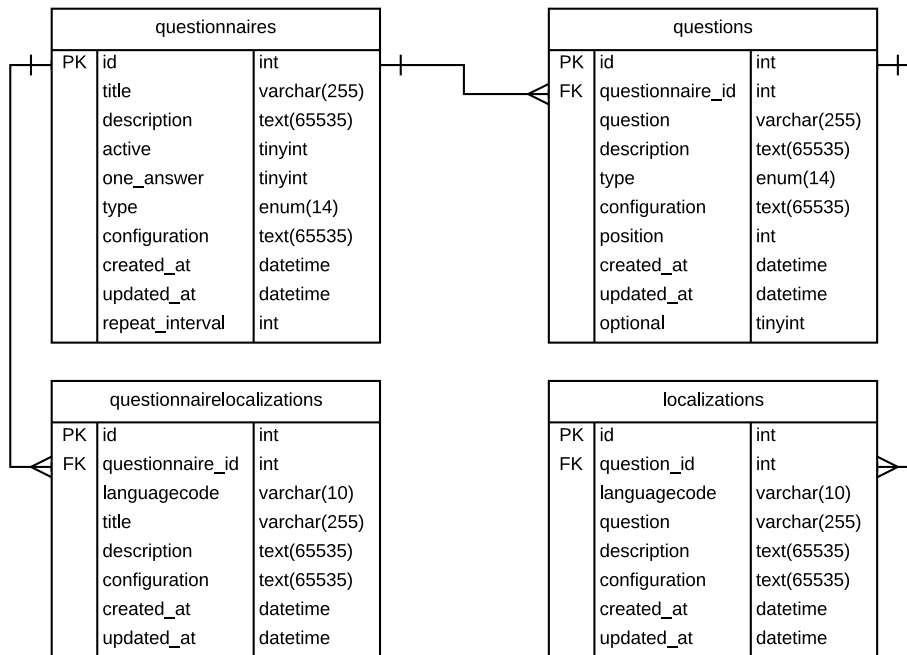 questionnaires
PK id int
title varchar(255)
description text(65535)
active tinyint
one_answer tinyint
type enum(14)
configuration text(65535)
created_at datetime
updated_at datetime
repeat_interval int
questions
PK id int
FK questionnaire_id int
question varchar(255)
description text(65535)
type enum(14)
configuration text(65535)
position int
created_at datetime
updated_at datetime
optional tinyint
questionnairelocalizations
PK id int
FK questionnaire_id int
languagecode varchar(10)
title varchar(255)
description text(65535)
configuration text(65535)
created_at datetime
updated_at datetime
localizations
PK id int
FK question_id int
languagecode varchar(10)
question varchar(255)
description text(65535)
configuration text(65535)
created_at datetime
updated_at datetime